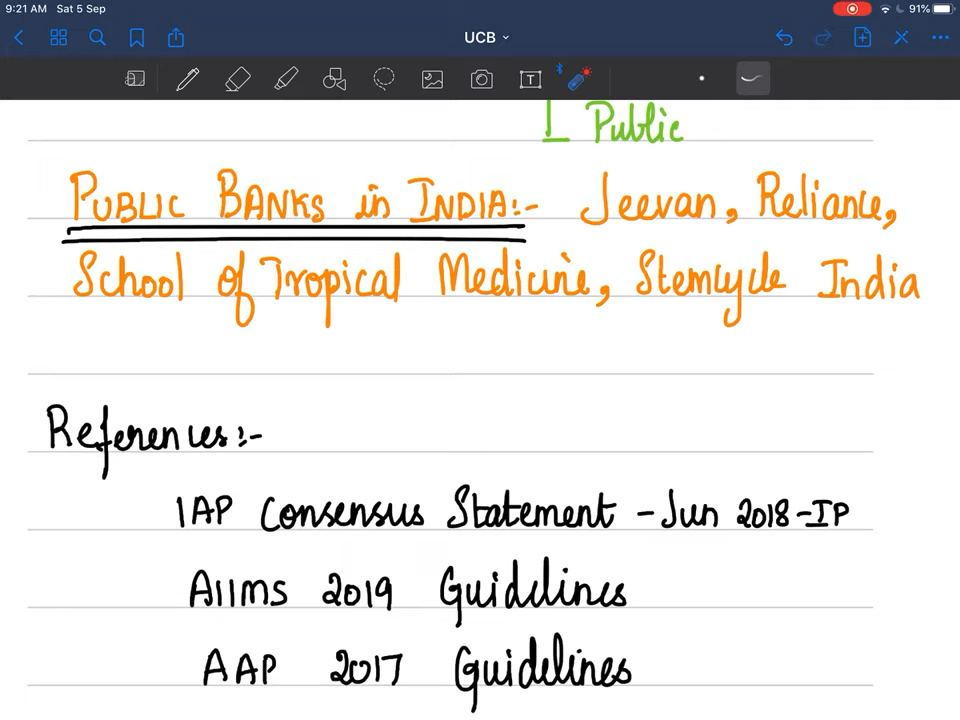 9:21 AM Sat 5 Sep 91%
UCB
T
L Public
PUBLIC BANKS in INDIA:- Jeevan, Reliance,
School of Tropical Medicine, Stemcycle India
References:-
IAP Consensus Statement - Jun 2018 - IP
AIIMS 2019 Guidelines
AAP 2017 Guidelines